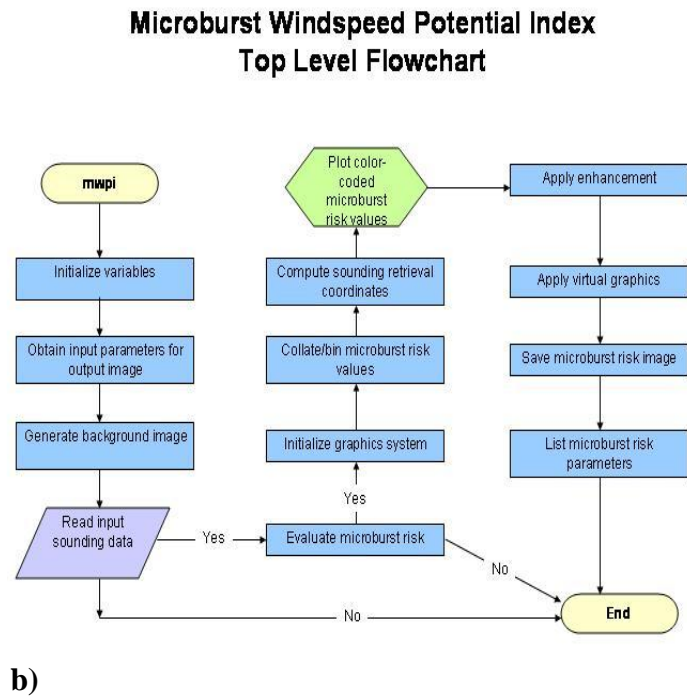 Microburst Windspeed Potential Index
Top Level Flowchart
mwpi
Initialize variables
Obtain input parameters for
output image
Generate background image
Read input
sounding data
Yes
No
Evaluate microburst risk
Yes
No
Initialize graphics system
Collate/bin microburst risk
values
Compute sounding retrieval
coordinates
Plot color-
coded
microburst
risk values
Apply enhancement
Apply virtual graphics
Save microburst risk image
List microburst risk
parameters
End
b)